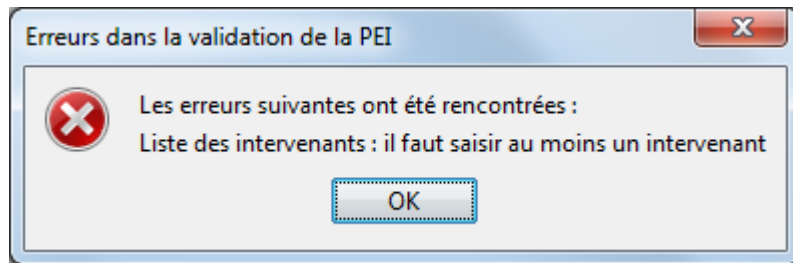 Erreurs dans la validation de la PEI
Les erreurs suivantes ont été rencontrées :
Liste des intervenants : il faut saisir au moins un intervenant
OK